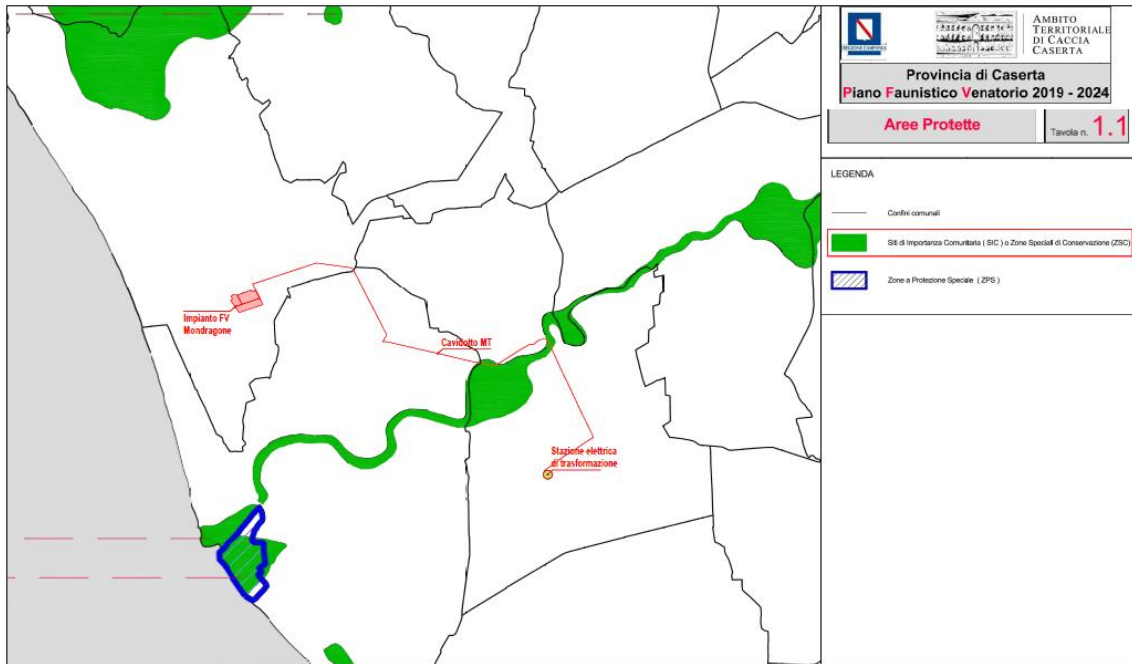 Impianto FV
Mondragone
Cavidotto MT
Stazione elettrica
di trasformazione
REGIONE CAMPANIA
AMBITO
TERRITORIALE
DI CACCIA
CASERTA
Provincia di Caserta
Piano Faunistico Venatorio 2019 - 2024
Aree Protette
Tavola n. 1.1
LEGENDA
Confini comunali
Siti di Importanza Comunitaria ( SIC ) o Zone Speciali di Conservazione (ZSC)
Zone a Protezione Speciale ( ZPS )